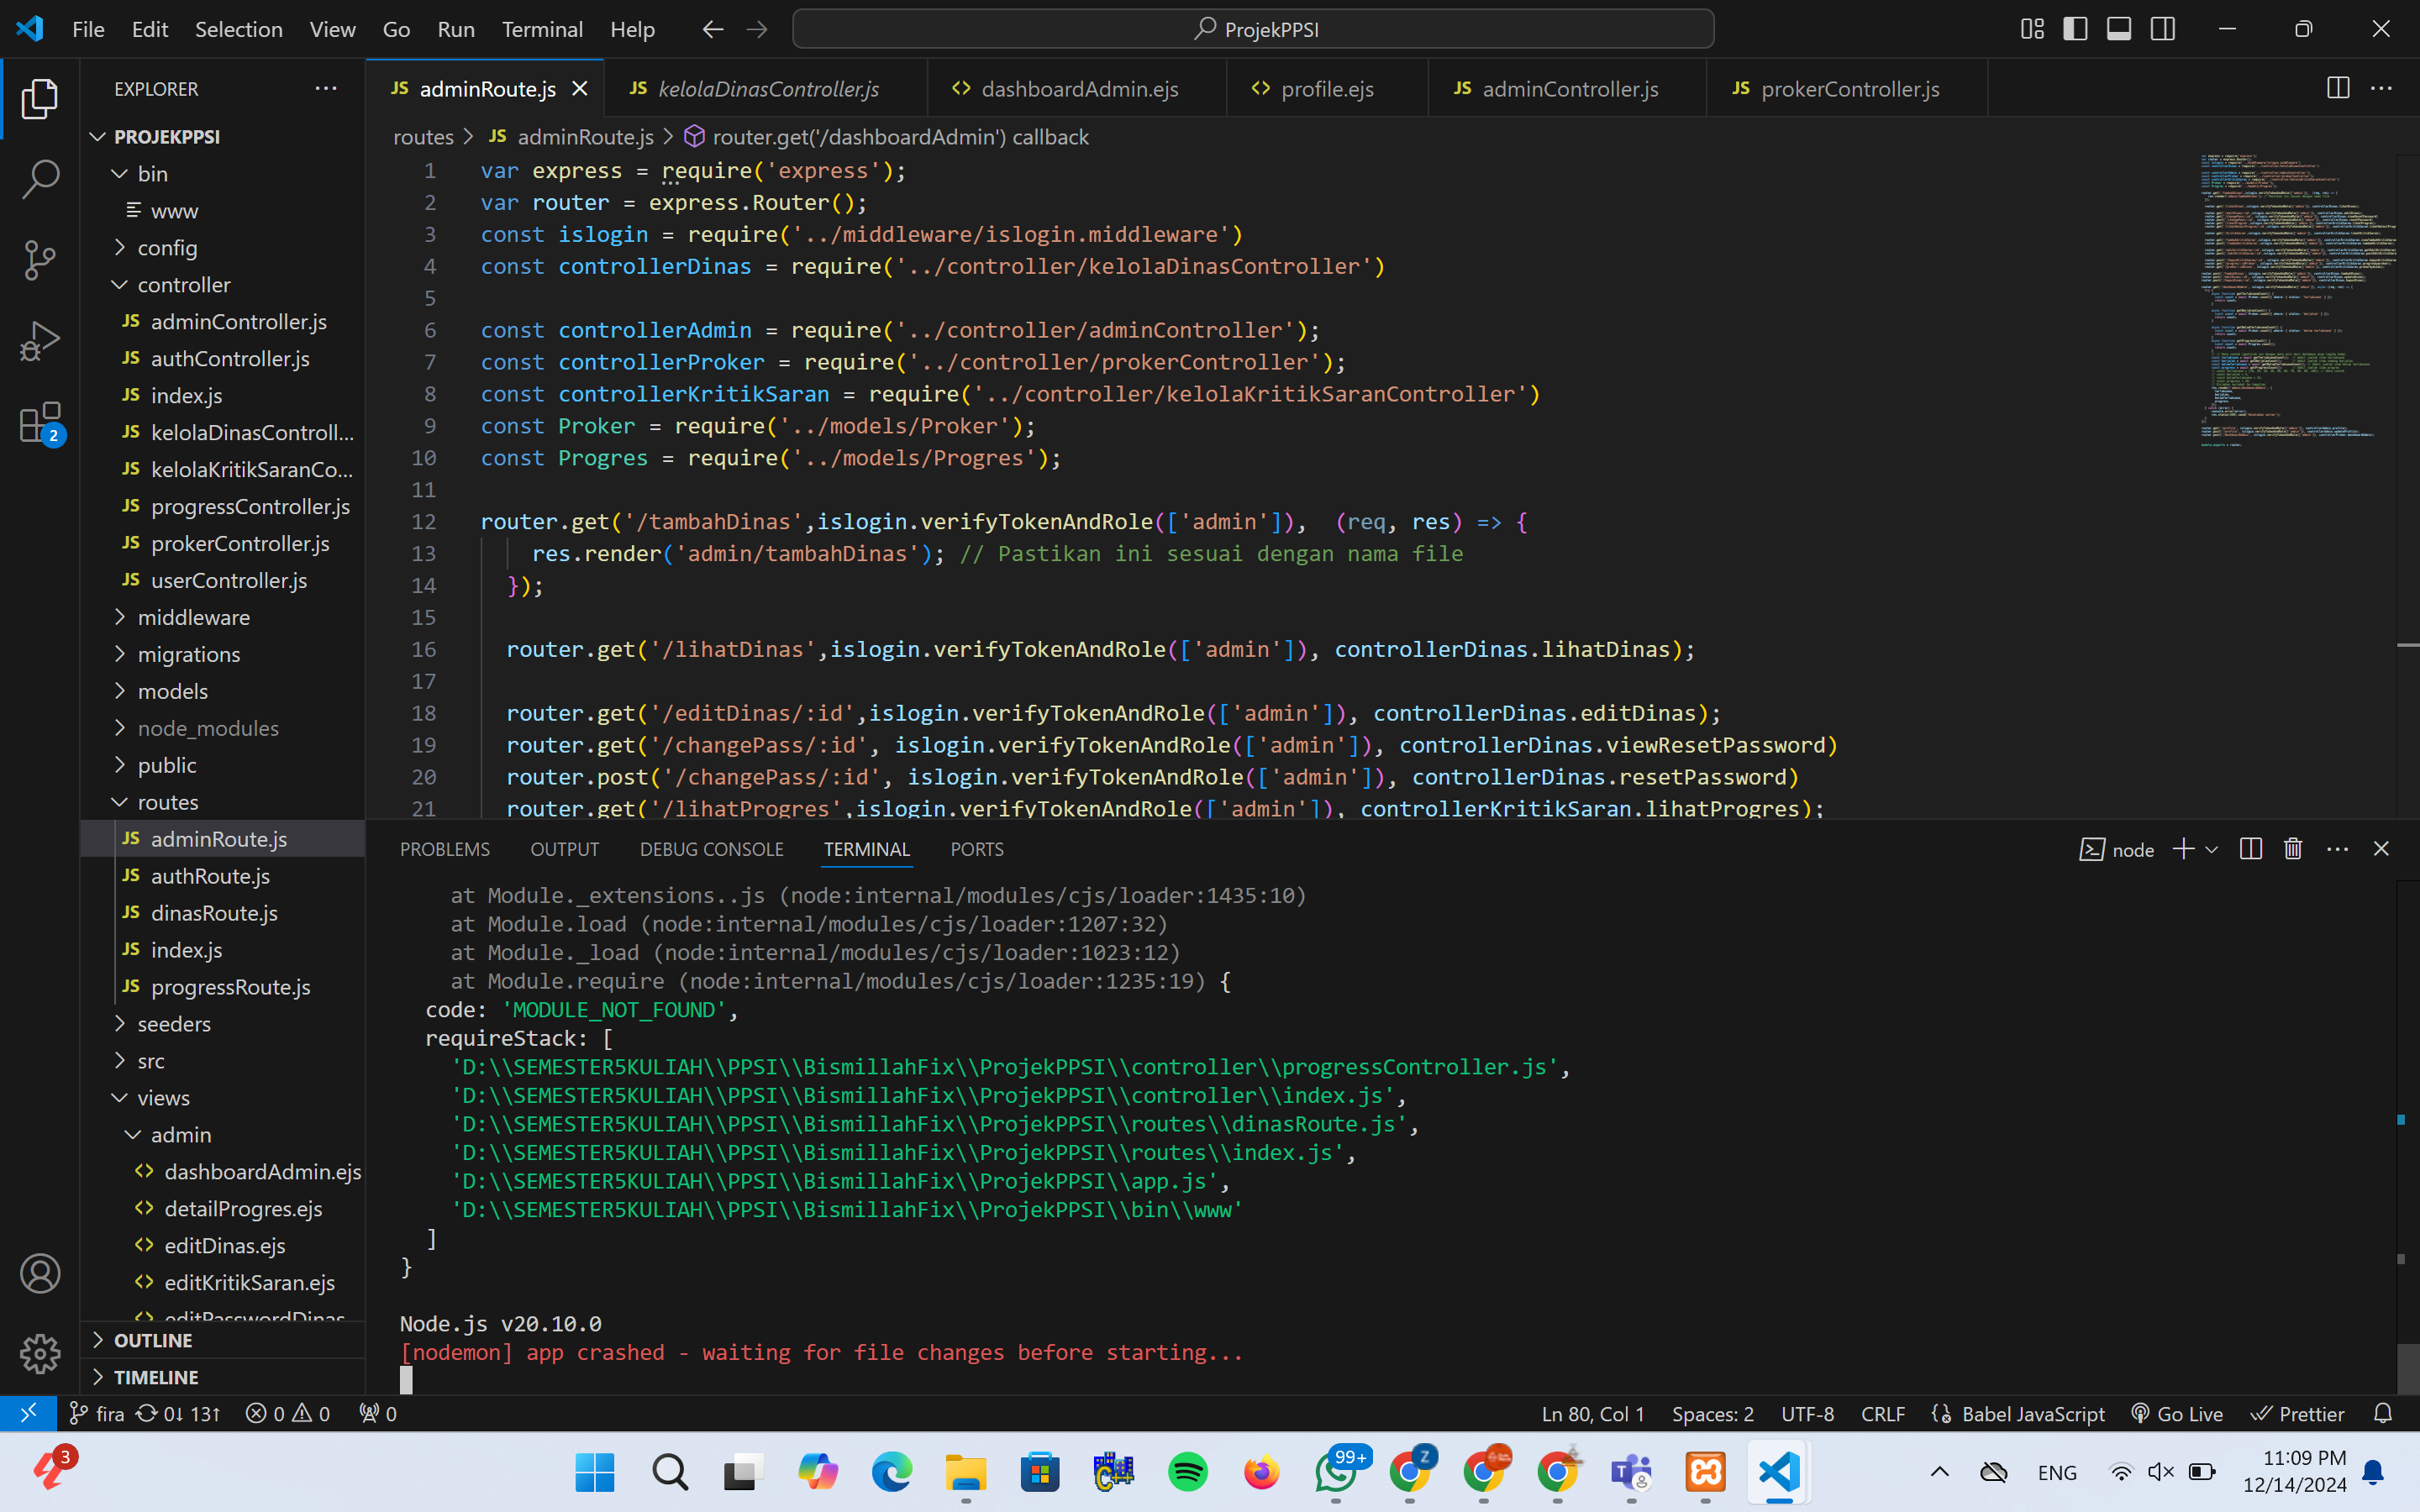 File Edit Selection View Go Run Terminal Help
ProjekPPSI
EXPLORER
PROJEKPPSI
bin
www
config
controller
JS adminController.js
JS authController.js
JS index.js
JS kelolaDinasControll...
JS kelolaKritikSaranCo...
JS progressController.js
JS prokerController.js
JS userController.js
middleware
migrations
models
node_modules
public
routes
JS adminRoute.js
JS authRoute.js
JS dinasRoute.js
JS index.js
JS progressRoute.js
seeders
src
views
admin
<> dashboardAdmin.ejs
<> detailProgres.ejs
<> editDinas.ejs
<> editKritikSaran.ejs
<> editPasswordDinas
OUTLINE
TIMELINE
2
JS adminRoute.js
JS kelolaDinasController.js
<> dashboardAdmin.ejs
<> profile.ejs
JS adminController.js
JS prokerController.js
routes > JS adminRoute.js > router.get('/dashboardAdmin') callback
1 var express = require('express');
2 var router = express.Router();
3 const islogin = require('../middleware/islogin.middleware')
4 const controllerDinas = require('../controller/kelolaDinasController')
5
6 const controllerAdmin = require('../controller/adminController');
7 const controllerProker = require('../controller/prokerController');
8 const controllerKritikSaran = require('../controller/kelolaKritikSaranController')
9 const Proker = require('../models/Proker');
10 const Progres = require('../models/Progres');
11
12 router.get('/tambahDinas',islogin.verifyTokenAndRole(['admin']),  (req, res) => {
13 res.render('admin/tambahDinas'); // Pastikan ini sesuai dengan nama file
14 });
15
16 router.get('/lihatDinas',islogin.verifyTokenAndRole(['admin']), controllerDinas.lihatDinas);
17
18 router.get('/editDinas/:id',islogin.verifyTokenAndRole(['admin']), controllerDinas.editDinas);
19 router.get('/changePass/:id', islogin.verifyTokenAndRole(['admin']), controllerDinas.viewResetPassword)
20 router.post('/changePass/:id', islogin.verifyTokenAndRole(['admin']), controllerDinas.resetPassword)
21 router.get('/lihatProgres',islogin.verifyTokenAndRole(['admin']), controllerKritikSaran.lihatProgres);
PROBLEMS OUTPUT DEBUG CONSOLE TERMINAL PORTS
node
at Module._extensions..js (node:internal/modules/cjs/loader:1435:10)
at Module.load (node:internal/modules/cjs/loader:1207:32)
at Module._load (node:internal/modules/cjs/loader:1023:12)
at Module.require (node:internal/modules/cjs/loader:1235:19) {
code: 'MODULE_NOT_FOUND',
requireStack: [
'D:\\SEMESTER5KULIAH\\PPSI\\BismillahFix\\ProjekPPSI\\controller\\progressController.js',
'D:\\SEMESTER5KULIAH\\PPSI\\BismillahFix\\ProjekPPSI\\controller\\index.js',
'D:\\SEMESTER5KULIAH\\PPSI\\BismillahFix\\ProjekPPSI\\routes\\dinasRoute.js',
'D:\\SEMESTER5KULIAH\\PPSI\\BismillahFix\\ProjekPPSI\\routes\\index.js',
'D:\\SEMESTER5KULIAH\\PPSI\\BismillahFix\\ProjekPPSI\\app.js',
'D:\\SEMESTER5KULIAH\\PPSI\\BismillahFix\\ProjekPPSI\\bin\\www'
]
}
Node.js v20.10.0
[nodemon] app crashed - waiting for file changes before starting...
fira 0↓ 13↑ 0 0 0
Ln 80, Col 1 Spaces: 2 UTF-8 CRLF Babel JavaScript Go Live Prettier
3
99+
Z
ENG
11:09 PM
12/14/2024